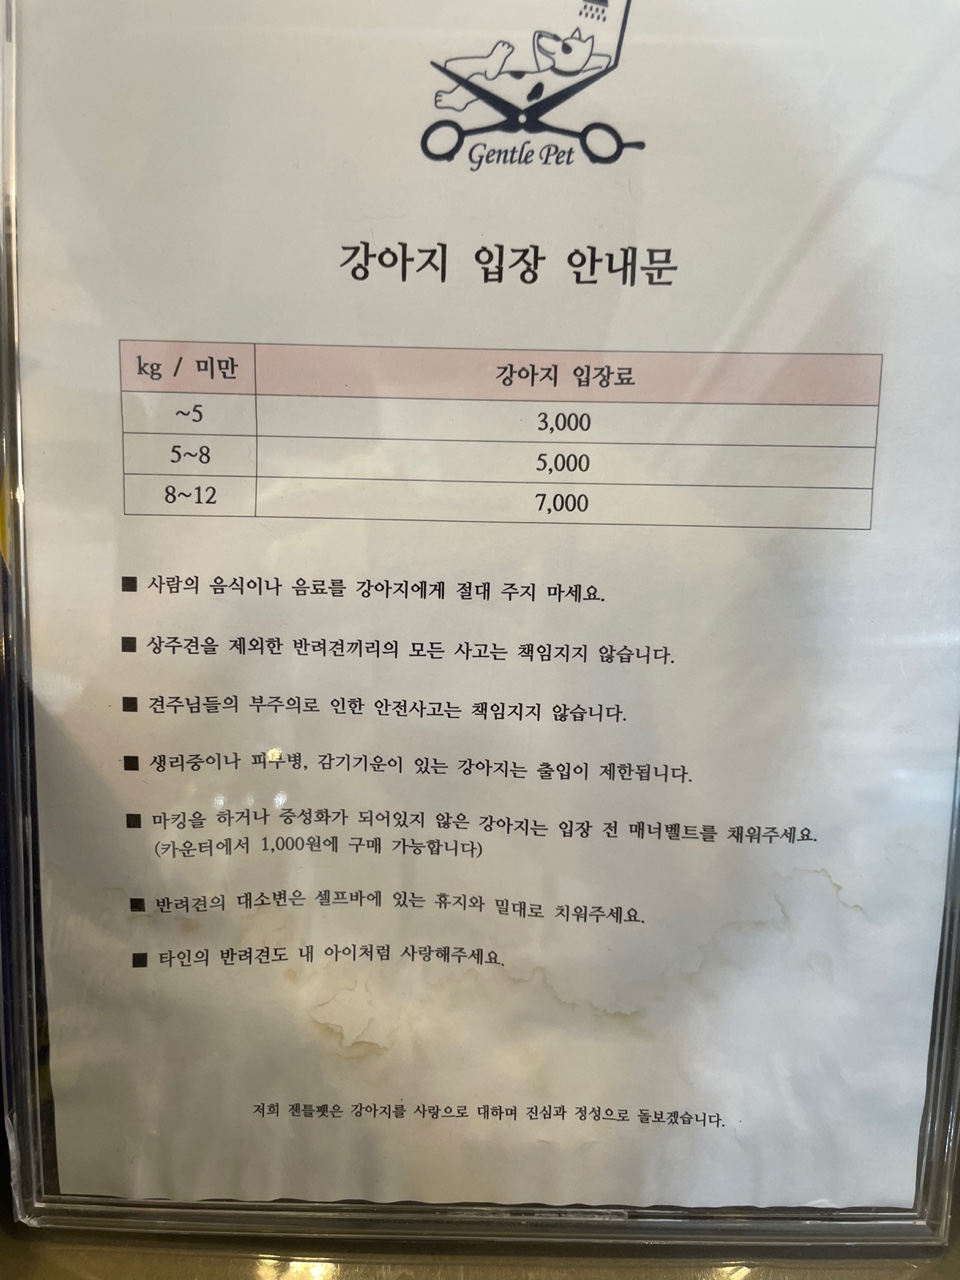 Gentle Pet
강아지 입장 안내문
kg / 미만 강아지 입장료
~5 3,000
5~8 5,000
8~12 7,000
■ 사람의 음식이나 음료를 강아지에게 절대 주지 마세요.
■ 상주견을 제외한 반려견끼리의 모든 사고는 책임지지 않습니다.
■ 견주님들의 부주의로 인한 안전사고는 책임지지 않습니다.
■ 생리중이나 피부병, 감기기운이 있는 강아지는 출입이 제한됩니다.
■ 마킹을 하거나 중성화가 되어있지 않은 강아지는 입장 전 매너벨트를 채워주세요.
(카운터에서 1,000원에 구매 가능합니다)
■ 반려견의 대소변은 셀프바에 있는 휴지와 밀대로 치워주세요.
■ 타인의 반려견도 내 아이처럼 사랑해주세요.
저희 젠틀펫은 강아지를 사랑으로 대하며 진심과 정성으로 돌보겠습니다.